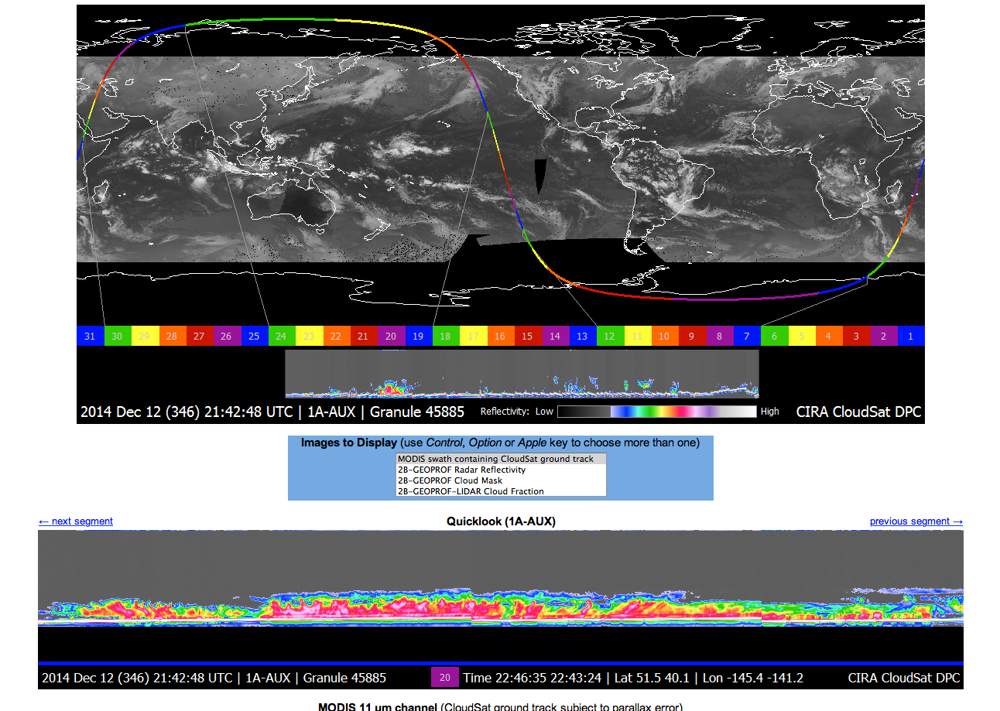 31 30 29 28 27 26 25 24 23 22 21 20 19 18 17 16 15 14 13 12 11 10 9 8 7 6 5 4 3 2 1
2014 Dec 12 (346) 21:42:48 UTC | 1A-AUX | Granule 45885 Reflectivity: Low High CIRA CloudSat DPC
Images to Display (use Control, Option or Apple key to choose more than one)
MODIS swath containing CloudSat ground track
2B-GEOPROF Radar Reflectivity
2B-GEOPROF Cloud Mask
2B-GEOPROF-LIDAR Cloud Fraction
← next segment Quicklook (1A-AUX) previous segment →
2014 Dec 12 (346) 21:42:48 UTC | 1A-AUX | Granule 45885 20 Time 22:46:35 22:43:24 | Lat 51.5 40.1 | Lon -145.4 -141.2 CIRA CloudSat DPC
MODIS 11 um channel (CloudSat ground track subject to parallax error)